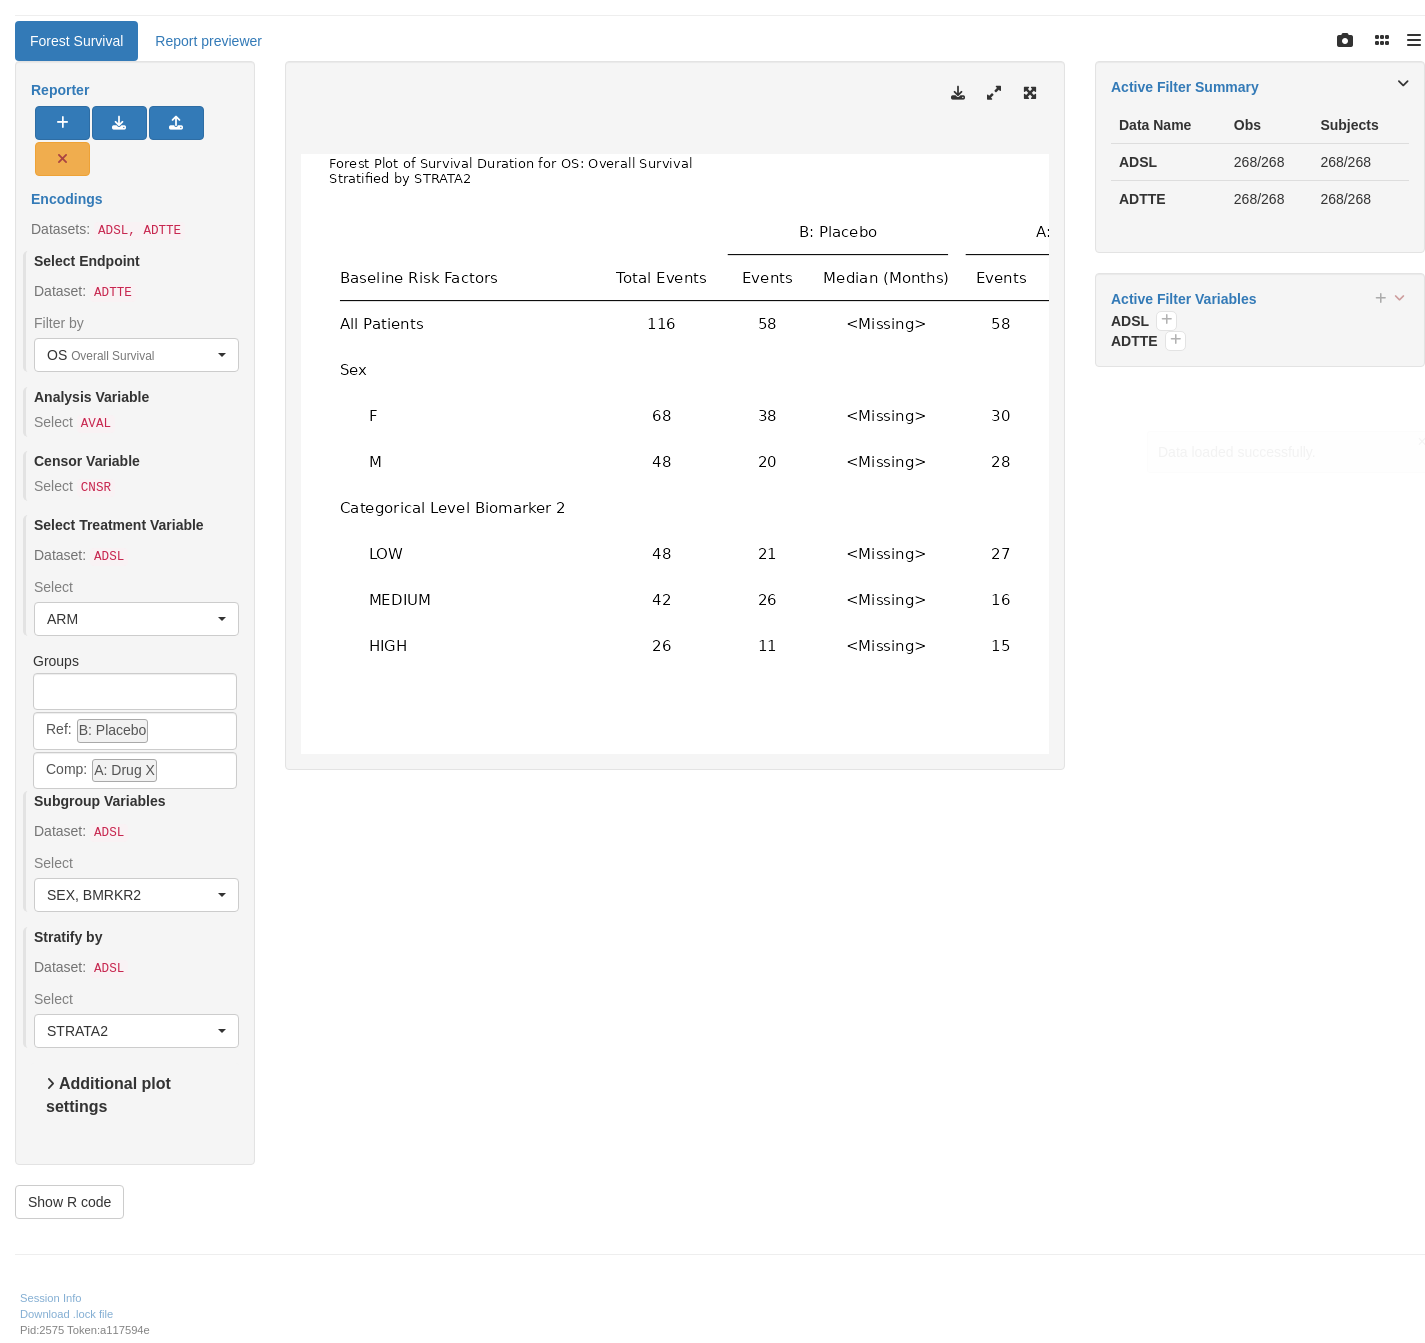 Forest Survival
Report previewer
Reporter
Encodings
Datasets: ADSL, ADTTE
Select Endpoint
Dataset: ADTTE
Filter by
OS Overall Survival
Analysis Variable
Select AVAL
Censor Variable
Select CNSR
Select Treatment Variable
Dataset: ADSL
Select
ARM
Groups
Ref: B: Placebo
Comp: A: Drug X
Subgroup Variables
Dataset: ADSL
Select
SEX, BMRKR2
Stratify by
Dataset: ADSL
Select
STRATA2
Additional plot
settings
Show R code
Forest Plot of Survival Duration for OS: Overall Survival
Stratified by STRATA2
B: Placebo A:
Baseline Risk Factors Total Events Events Median (Months) Events
All Patients 116 58 <Missing> 58
Sex
F 68 38 <Missing> 30
M 48 20 <Missing> 28
Categorical Level Biomarker 2
LOW 48 21 <Missing> 27
MEDIUM 42 26 <Missing> 16
HIGH 26 11 <Missing> 15
Active Filter Summary
Data Name Obs Subjects
ADSL 268/268 268/268
ADTTE 268/268 268/268
Active Filter Variables
ADSL
ADTTE
Data loaded successfully.
Session Info
Download .lock file
Pid:2575 Token:a117594e